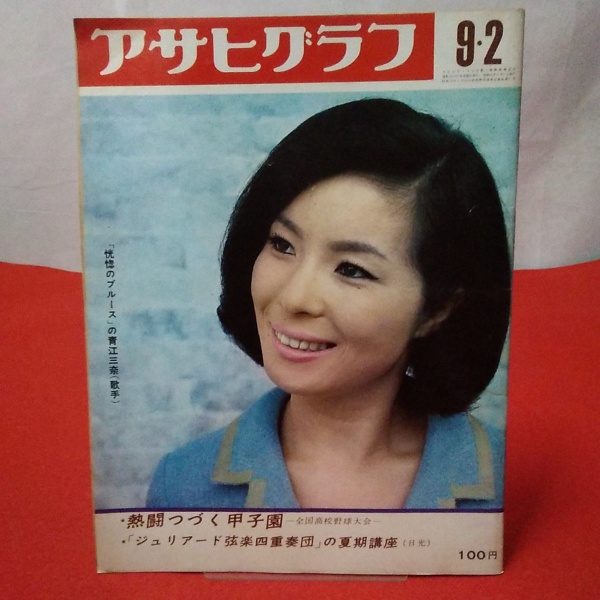 アサヒグラフ
9・2
「恍惚のブルース」の青江三奈（歌手）
・熱闘つづく甲子園―全国高校野球大会―
・「ジュリアード弦楽四重奏団」の夏期講座（日光）
100円